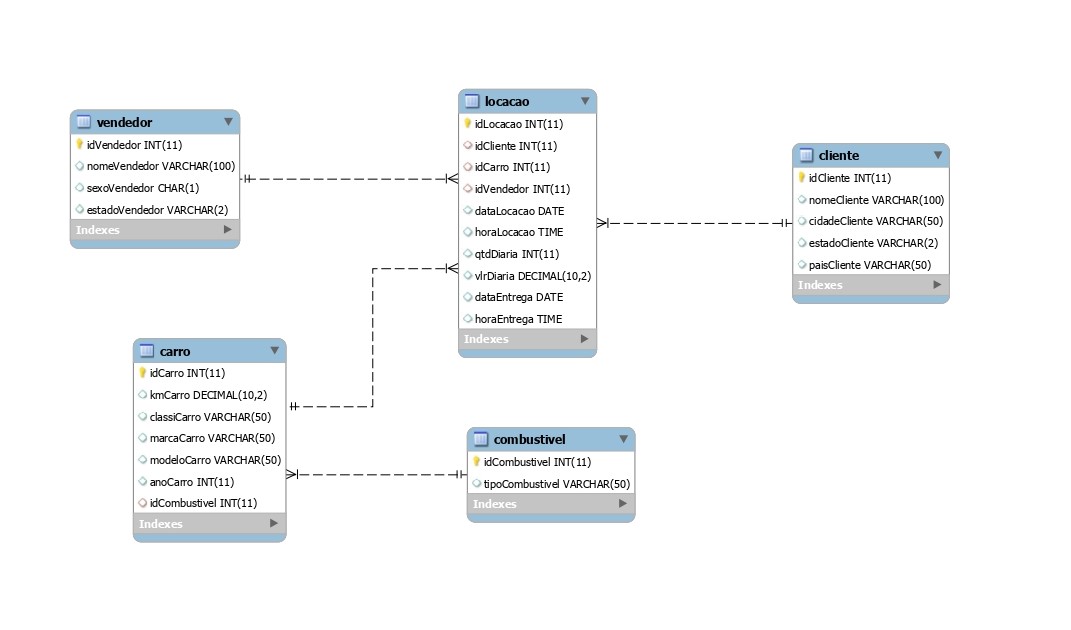 vendedor
idVendedor INT(11)
nomeVendedor VARCHAR(100)
sexoVendedor CHAR(1)
estadoVendedor VARCHAR(2)
Indexes
locacao
idLocacao INT(11)
idCliente INT(11)
idCarro INT(11)
idVendedor INT(11)
dataLocacao DATE
horaLocacao TIME
qtdDiaria INT(11)
vlrDiaria DECIMAL(10,2)
dataEntrega DATE
horaEntrega TIME
Indexes
cliente
idCliente INT(11)
nomeCliente VARCHAR(100)
cidadeCliente VARCHAR(50)
estadoCliente VARCHAR(2)
paisCliente VARCHAR(50)
Indexes
carro
idCarro INT(11)
kmCarro DECIMAL(10,2)
classiCarro VARCHAR(50)
marcaCarro VARCHAR(50)
modeloCarro VARCHAR(50)
anoCarro INT(11)
idCombustivel INT(11)
Indexes
combustivel
idCombustivel INT(11)
tipoCombustivel VARCHAR(50)
Indexes